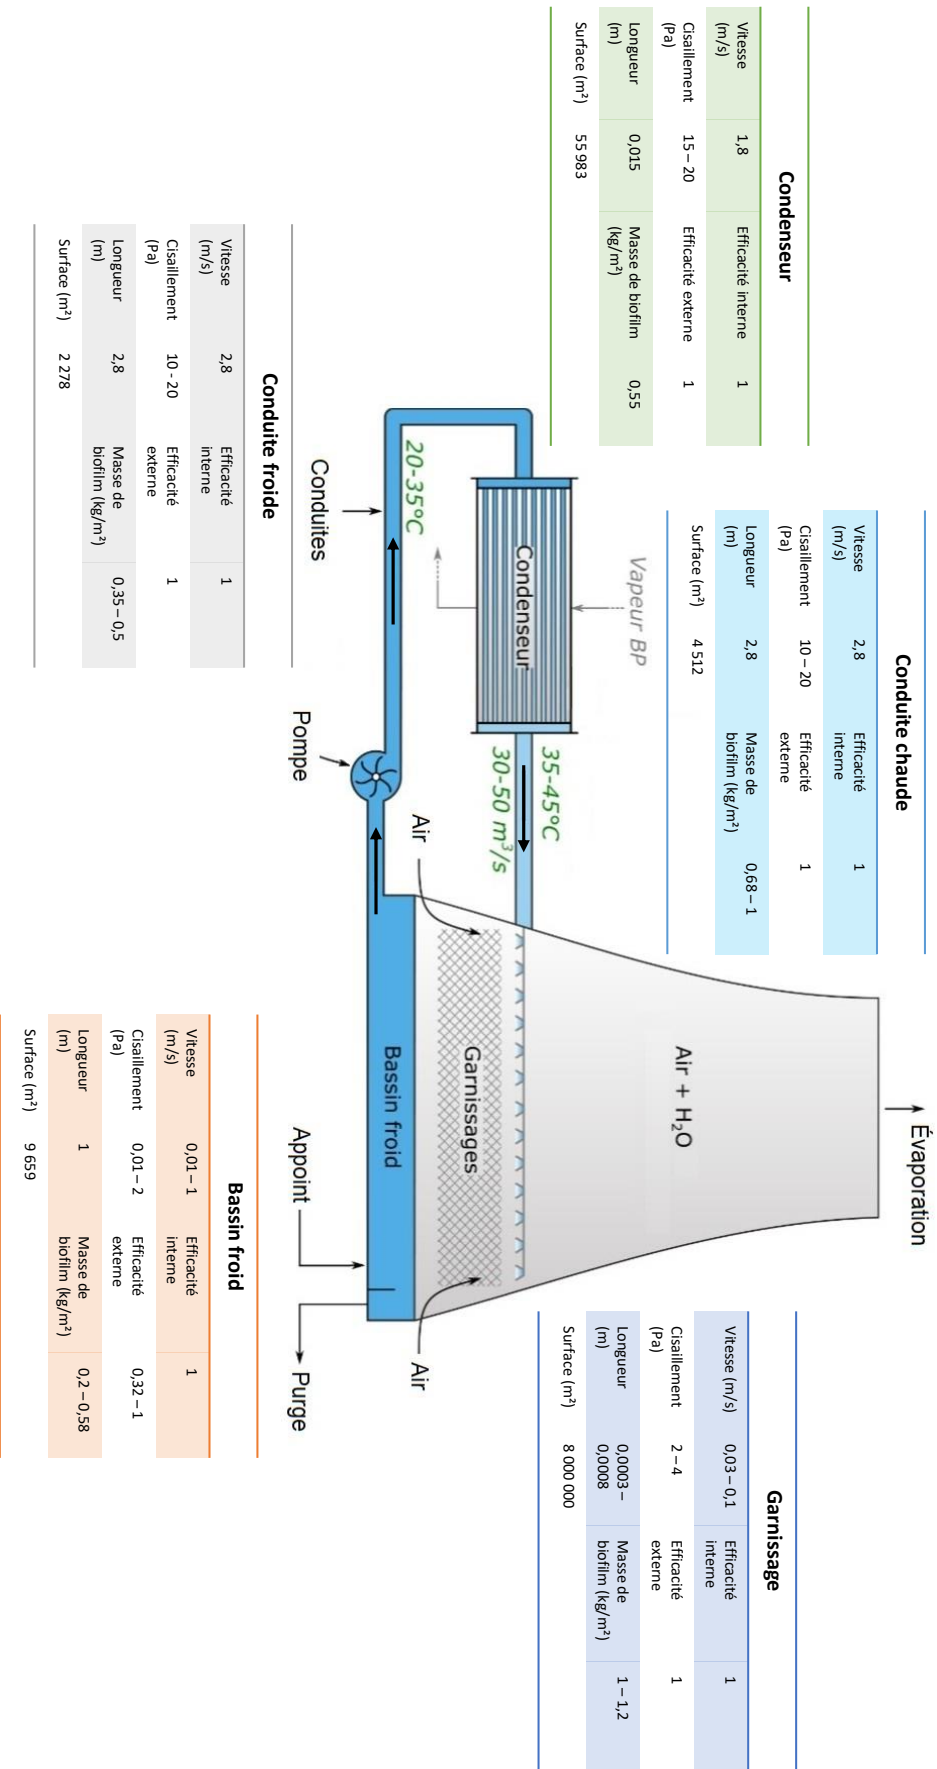 Condenseur
Vitesse (m/s) 1,8 Efficacité interne 1
Cisaillement (Pa) 15 – 20 Efficacité externe 1
Longueur (m) 0,015 Masse de biofilm (kg/m²) 0,55
Surface (m²) 55 983
Conduite chaude
Vitesse (m/s) 2,8 Efficacité interne 1
Cisaillement (Pa) 10 – 20 Efficacité externe 1
Longueur (m) 2,8 Masse de biofilm (kg/m²) 0,68 – 1
Surface (m²) 4 512
Garnissage
Vitesse (m/s) 0,03 – 0,1 Efficacité interne 1
Cisaillement (Pa) 2 – 4 Efficacité externe 1
Longueur (m) 0,0003 – 0,0008 Masse de biofilm (kg/m²) 1 – 1,2
Surface (m²) 8 000 000
Évaporation
Air + H₂O
Vapeur BP
Condenseur
35-45°C
30-50 m³/s
20-35°C
Garnissages
Air
Air
Bassin froid
Conduites
Pompe
Appoint
Purge
Conduite froide
Vitesse (m/s) 2,8 Efficacité interne 1
Cisaillement (Pa) 10 - 20 Efficacité externe 1
Longueur (m) 2,8 Masse de biofilm (kg/m²) 0,35 – 0,5
Surface (m²) 2 278
Bassin froid
Vitesse (m/s) 0,01 – 1 Efficacité interne 1
Cisaillement (Pa) 0,01 – 2 Efficacité externe 0,32 – 1
Longueur (m) 1 Masse de biofilm (kg/m²) 0,2 – 0,58
Surface (m²) 9 659